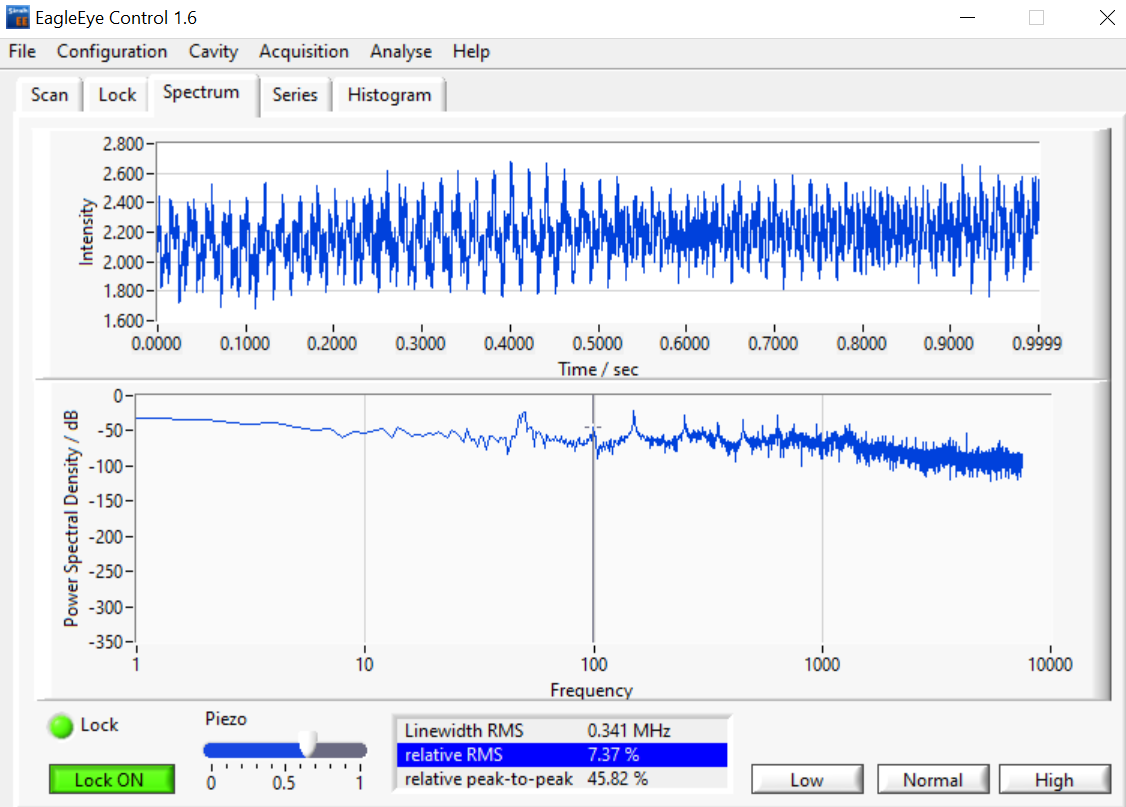 EagleEye Control 1.6
File Configuration Cavity Acquisition Analyse Help
Scan Lock Spectrum Series Histogram
2.800
2.600
2.400
2.200
2.000
1.800
1.600
Intensity
0.0000 0.1000 0.2000 0.3000 0.4000 0.5000 0.6000 0.7000 0.8000 0.9000 0.9999
Time / sec
0
-50
-100
-150
-200
-250
-300
-350
Power Spectral Density / dB
1 10 100 1000 10000
Frequency
Lock
Lock ON
Piezo
0 0.5 1
Linewidth RMS 0.341 MHz
relative RMS 7.37 %
relative peak-to-peak 45.82 %
Low Normal High